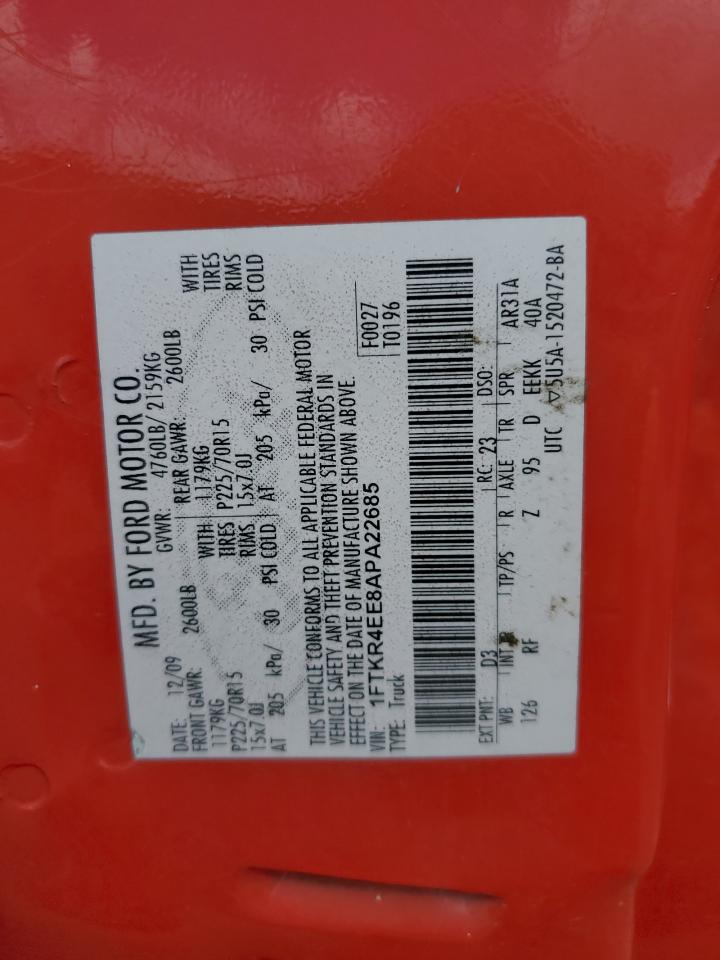 MFD. BY FORD MOTOR CO.
DATE: 12/09 GVWR: 4760LB/ 2159KG
FRONT GAWR: 2600LB REAR GAWR: 2600LB
1179KG WITH 1179KG WITH
P225/70R15 TIRES P225/70R15 TIRES
15x7.0J RIMS 15x7.0J RIMS
AT 205 kPa/ 30 PSI COLD AT 205 kPa/ 30 PSI COLD
THIS VEHICLE CONFORMS TO ALL APPLICABLE FEDERAL MOTOR
VEHICLE SAFETY AND THEFT PREVENTION STANDARDS IN
EFFECT ON THE DATE OF MANUFACTURE SHOWN ABOVE.
VIN: 1FTKR4EE8APA22685 F0027
TYPE: Truck T0196
EXT PNT: D3 RC: 23 DSO:
WB INT TR TP/PS R AXLE TR SPR AR31A
126 RF Z 95 D EEKK 40A
UTC ▽5U5A-1520472-BA